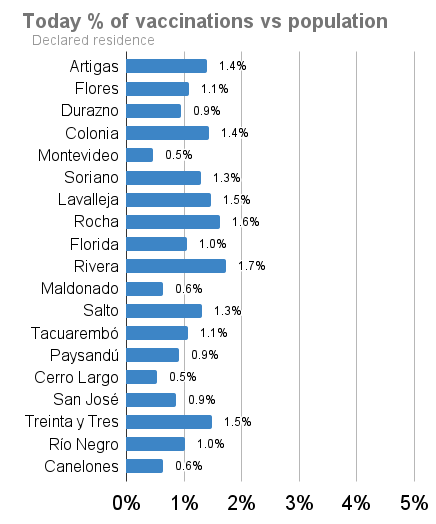 Today % of vaccinations vs population
Declared residence
Artigas 1.4%
Flores 1.1%
Durazno 0.9%
Colonia 1.4%
Montevideo 0.5%
Soriano 1.3%
Lavalleja 1.5%
Rocha 1.6%
Florida 1.0%
Rivera 1.7%
Maldonado 0.6%
Salto 1.3%
Tacuarembó 1.1%
Paysandú 0.9%
Cerro Largo 0.5%
San José 0.9%
Treinta y Tres 1.5%
Río Negro 1.0%
Canelones 0.6%
0% 1% 2% 3% 4% 5%